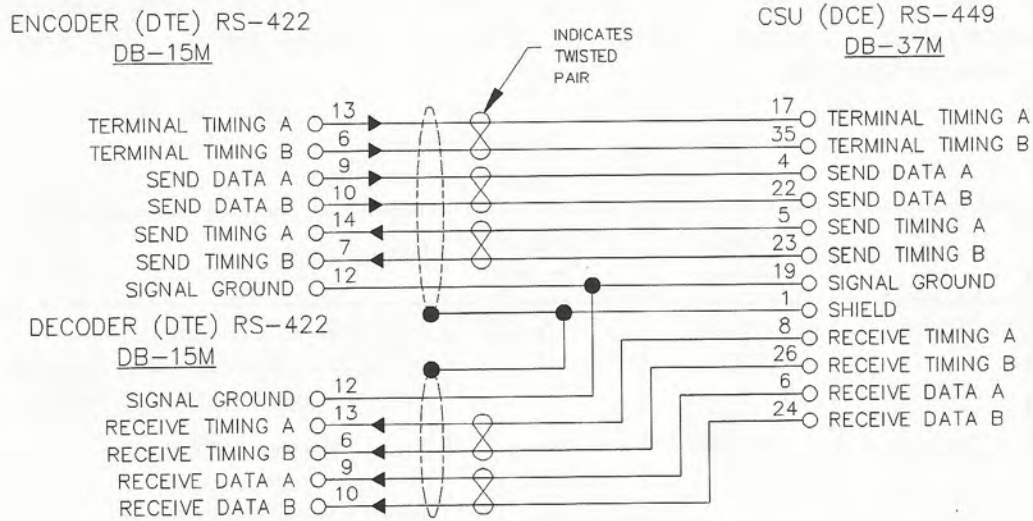 ENCODER (DTE) RS-422
DB-15M
CSU (DCE) RS-449
DB-37M
INDICATES
TWISTED
PAIR
TERMINAL TIMING A 13 17 TERMINAL TIMING A
TERMINAL TIMING B 6 35 TERMINAL TIMING B
SEND DATA A 9 4 SEND DATA A
SEND DATA B 10 22 SEND DATA B
SEND TIMING A 14 5 SEND TIMING A
SEND TIMING B 7 23 SEND TIMING B
SIGNAL GROUND 12 19 SIGNAL GROUND
1 SHIELD
DECODER (DTE) RS-422
DB-15M
8 RECEIVE TIMING A
26 RECEIVE TIMING B
6 RECEIVE DATA A
24 RECEIVE DATA B
SIGNAL GROUND 12
RECEIVE TIMING A 13
RECEIVE TIMING B 6
RECEIVE DATA A 9
RECEIVE DATA B 10